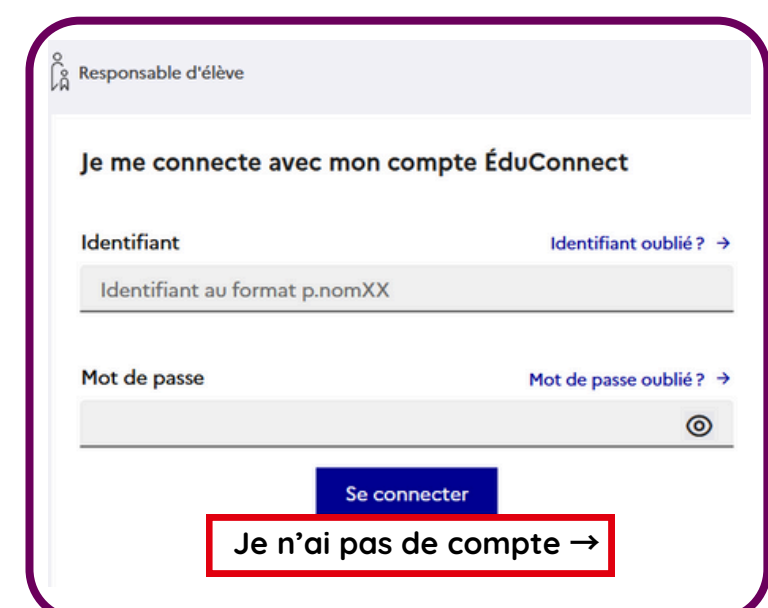 Responsable d'élève
Je me connecte avec mon compte ÉduConnect
Identifiant
Identifiant oublié ? →
Identifiant au format p.nomXX
Mot de passe
Mot de passe oublié ? →
Se connecter
Je n’ai pas de compte →